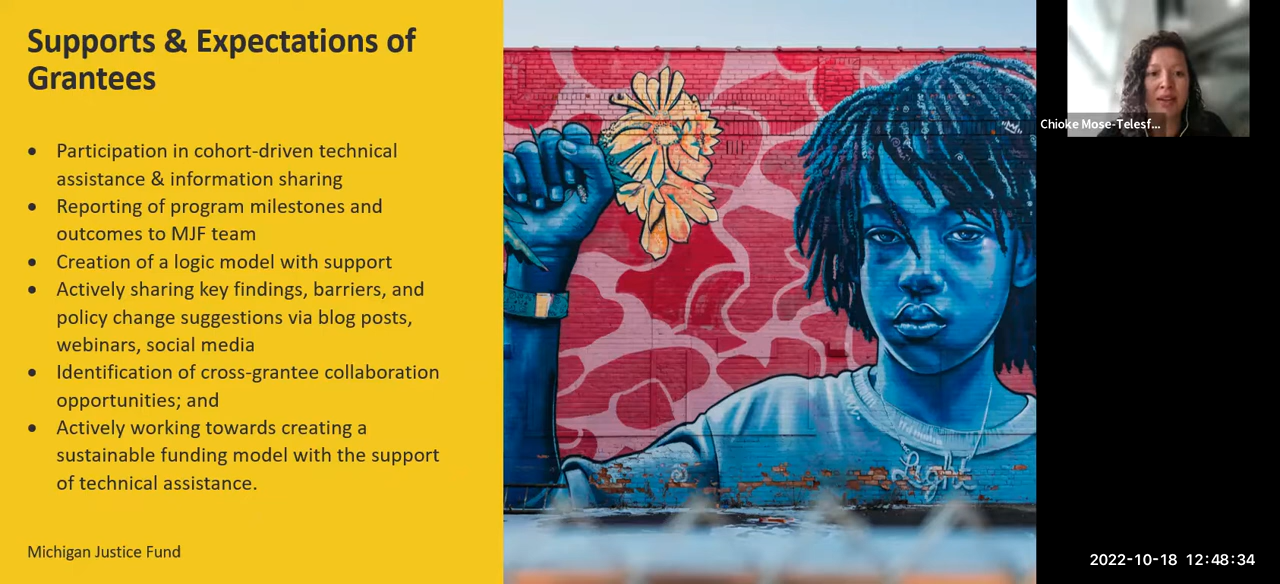 Supports & Expectations of
Grantees
• Participation in cohort-driven technical
assistance & information sharing
• Reporting of program milestones and
outcomes to MJF team
• Creation of a logic model with support
• Actively sharing key findings, barriers, and
policy change suggestions via blog posts,
webinars, social media
• Identification of cross-grantee collaboration
opportunities; and
• Actively working towards creating a
sustainable funding model with the support
of technical assistance.
Michigan Justice Fund
Light
Chioke Mose-Telesf...
2022-10-18 12:48:34